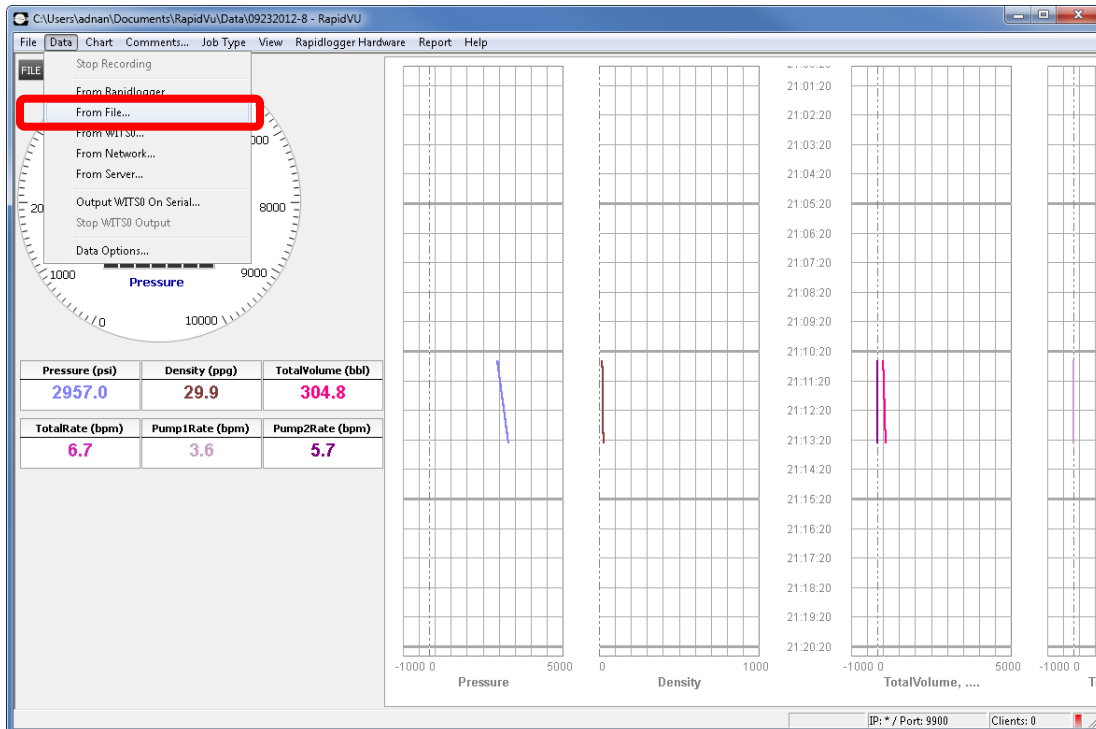 C:\Users\adnan\Documents\RapidVu\Data\09232012-8 - RapidVU
File Data Chart Comments... Job Type View Rapidlogger Hardware Report Help
FILE
Stop Recording
From Rapidlogger
From File...
From WITS0...
From Network...
From Server...
Output WITS0 On Serial...
Stop WITS0 Output
Data Options...
8000
1000
9000
0
10000
Pressure
Pressure (psi) Density (ppg) TotalVolume (bbl)
2957.0 29.9 304.8
TotalRate (bpm) Pump1Rate (bpm) Pump2Rate (bpm)
6.7 3.6 5.7
21:01:20
21:02:20
21:03:20
21:04:20
21:05:20
21:06:20
21:07:20
21:08:20
21:09:20
21:10:20
21:11:20
21:12:20
21:13:20
21:14:20
21:15:20
21:16:20
21:17:20
21:18:20
21:19:20
21:20:20
-1000 0 5000 0 1000 -1000 0 5000 -1000 0
Pressure Density TotalVolume, .... T
IP: * / Port: 9900 Clients: 0